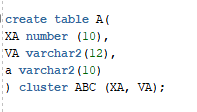 create table A(
XA number (10),
VA varchar2(12),
a varchar2(10)
) cluster ABC (XA, VA);